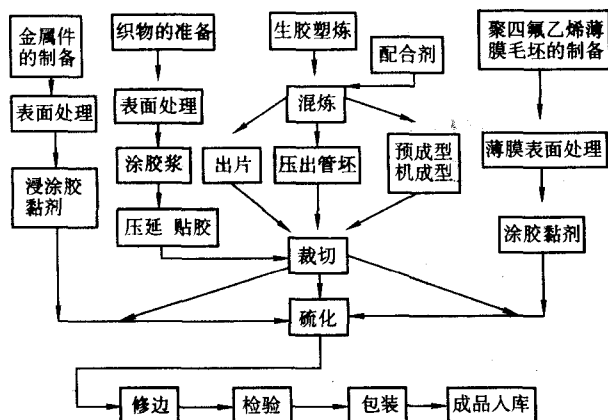 金属件
的制备
织物的准备
生胶塑炼
配合剂
聚四氟乙烯薄
膜毛坯的制备
表面处理
表面处理
混炼
薄膜表面处理
浸涂胶
黏剂
涂胶浆
出片
压出管坯
预成型
机成型
压延 贴胶
裁切
涂胶黏剂
硫化
修边
检验
包装
成品入库